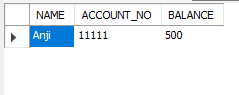 NAME ACCOUNT_NO BALANCE
Anji 11111 500